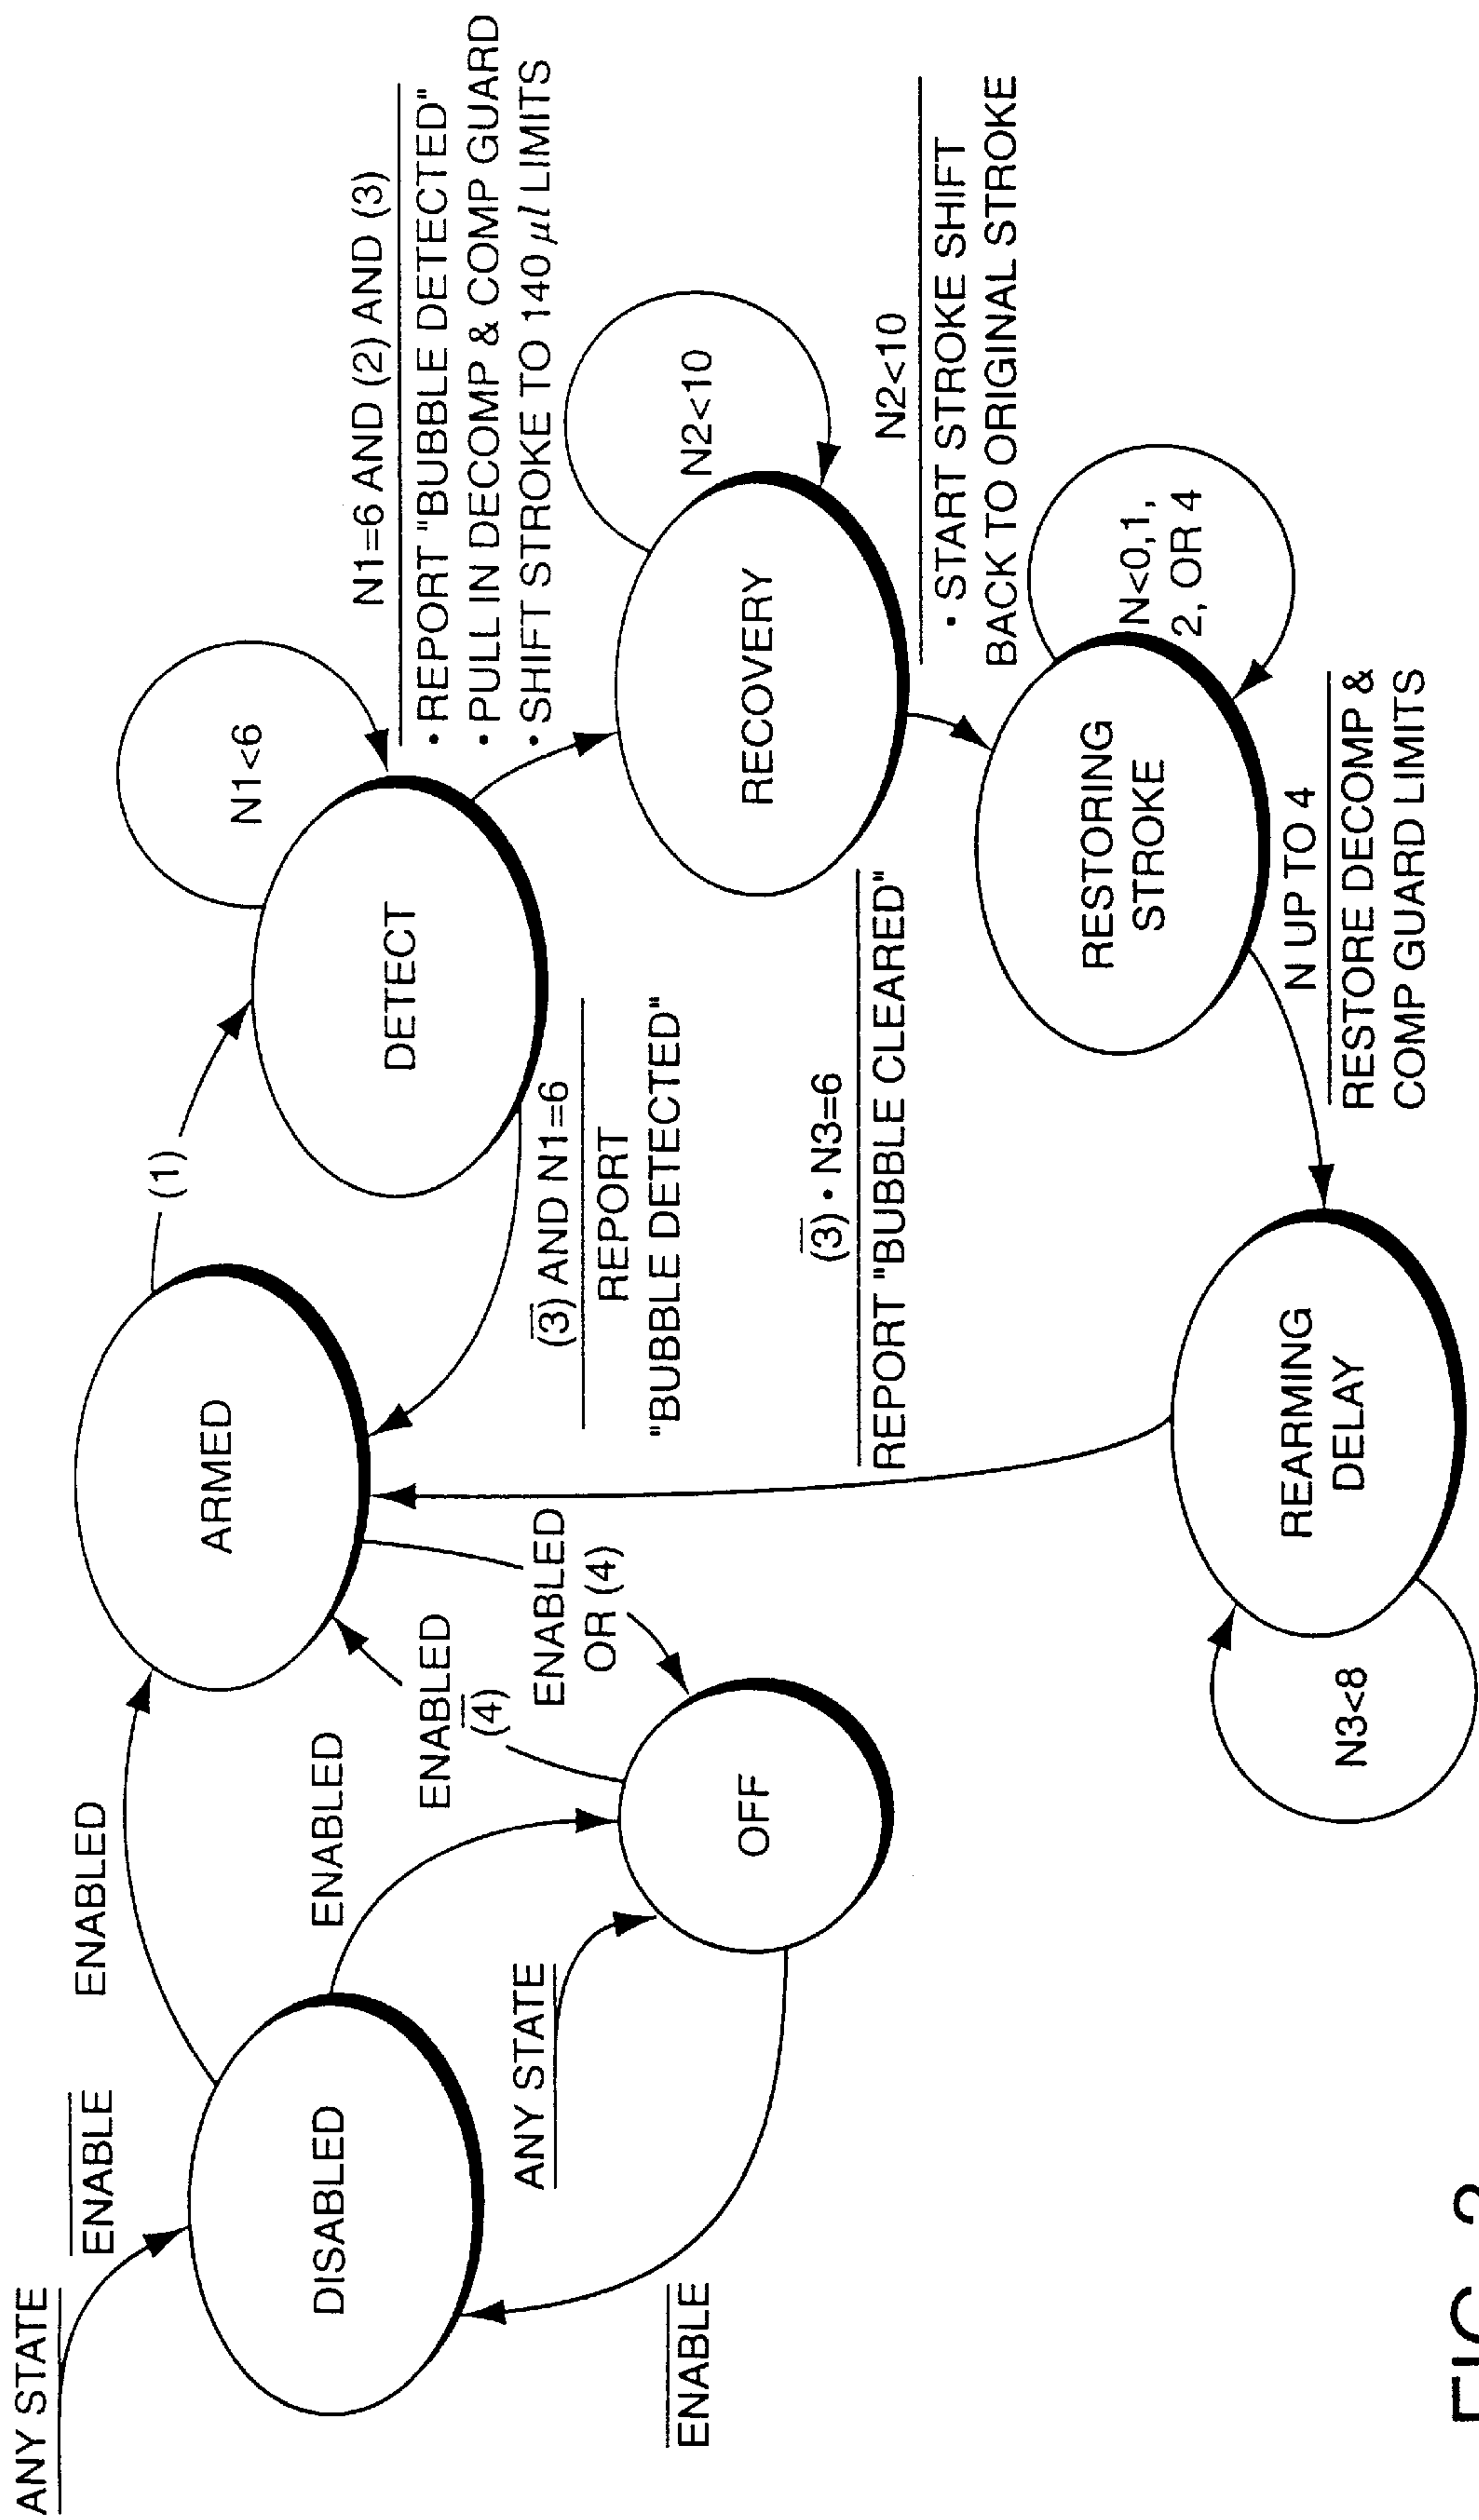 ANY STATE
ENABLE
DISABLED
ENABLED
ENABLED
ANY STATE
ENABLE
OFF
ENABLED
(4)
ENABLED
OR (4)
ARMED
(1)
DETECT
N1<6
(3) AND N1=6
REPORT
"BUBBLE DETECTED"
N1=6 AND (2) AND (3)
• REPORT "BUBBLE DETECTED"
• PULL IN DECOMP & COMP GUARD
• SHIFT STROKE TO 140 µl LIMITS
RECOVERY
N2<10
N2<10
• START STROKE SHIFT
BACK TO ORIGINAL STROKE
RESTORING
STROKE
N<0,1,
2, OR 4
N UP TO 4
RESTORE DECOMP &
COMP GUARD LIMITS
(3) • N3=6
REPORT "BUBBLE CLEARED"
REARMING
DELAY
N3<8